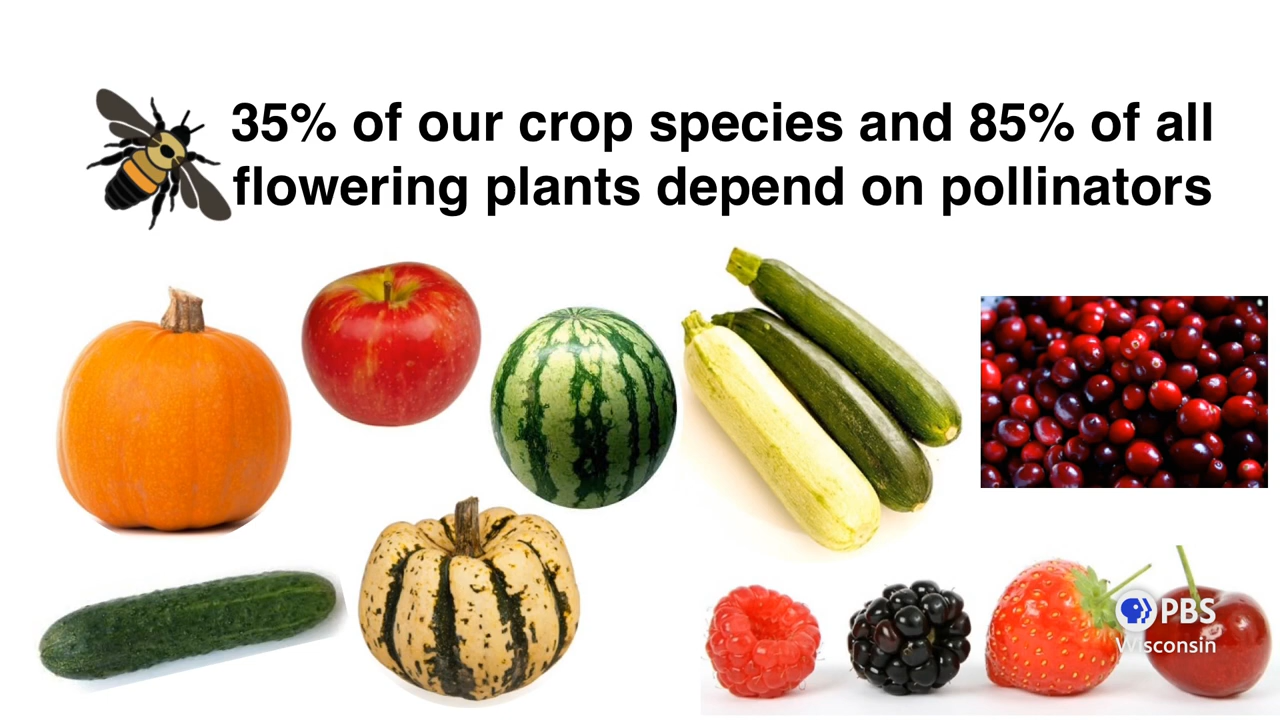 35% of our crop species and 85% of all
flowering plants depend on pollinators
PBS
Wisconsin